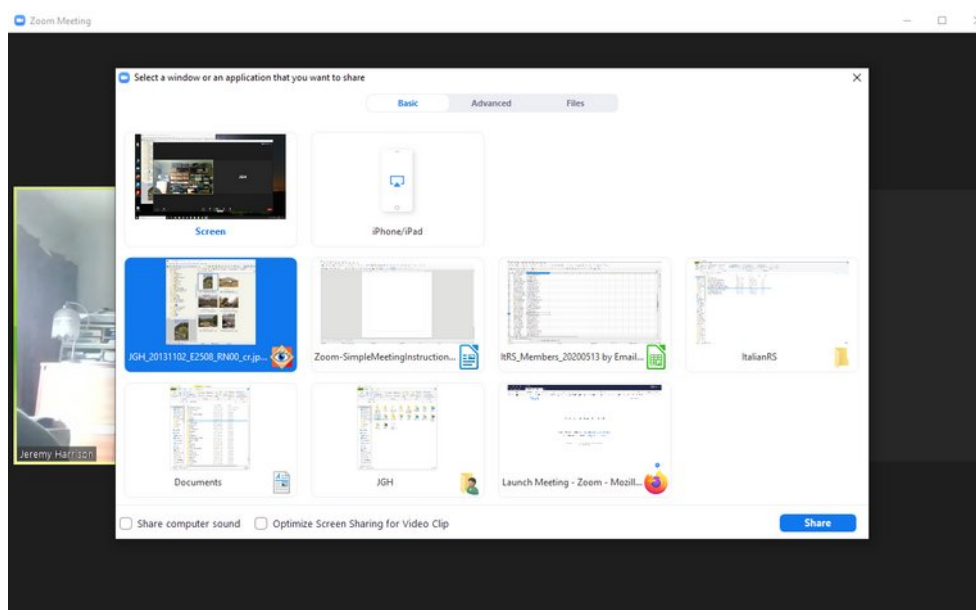 Zoom Meeting
Select a window or an application that you want to share
Basic Advanced Files
JGH
Screen
iPhone/iPad
JGH_20131102_E2508_RN00_cr.jp...
Zoom-SimpleMeetingInstruction...
ItRS_Members_20200513 by Email...
ItalianRS
Documents
JGH
Launch Meeting - Zoom - Mozill...
Jeremy Harrison
Share computer sound
Optimize Screen Sharing for Video Clip
Share